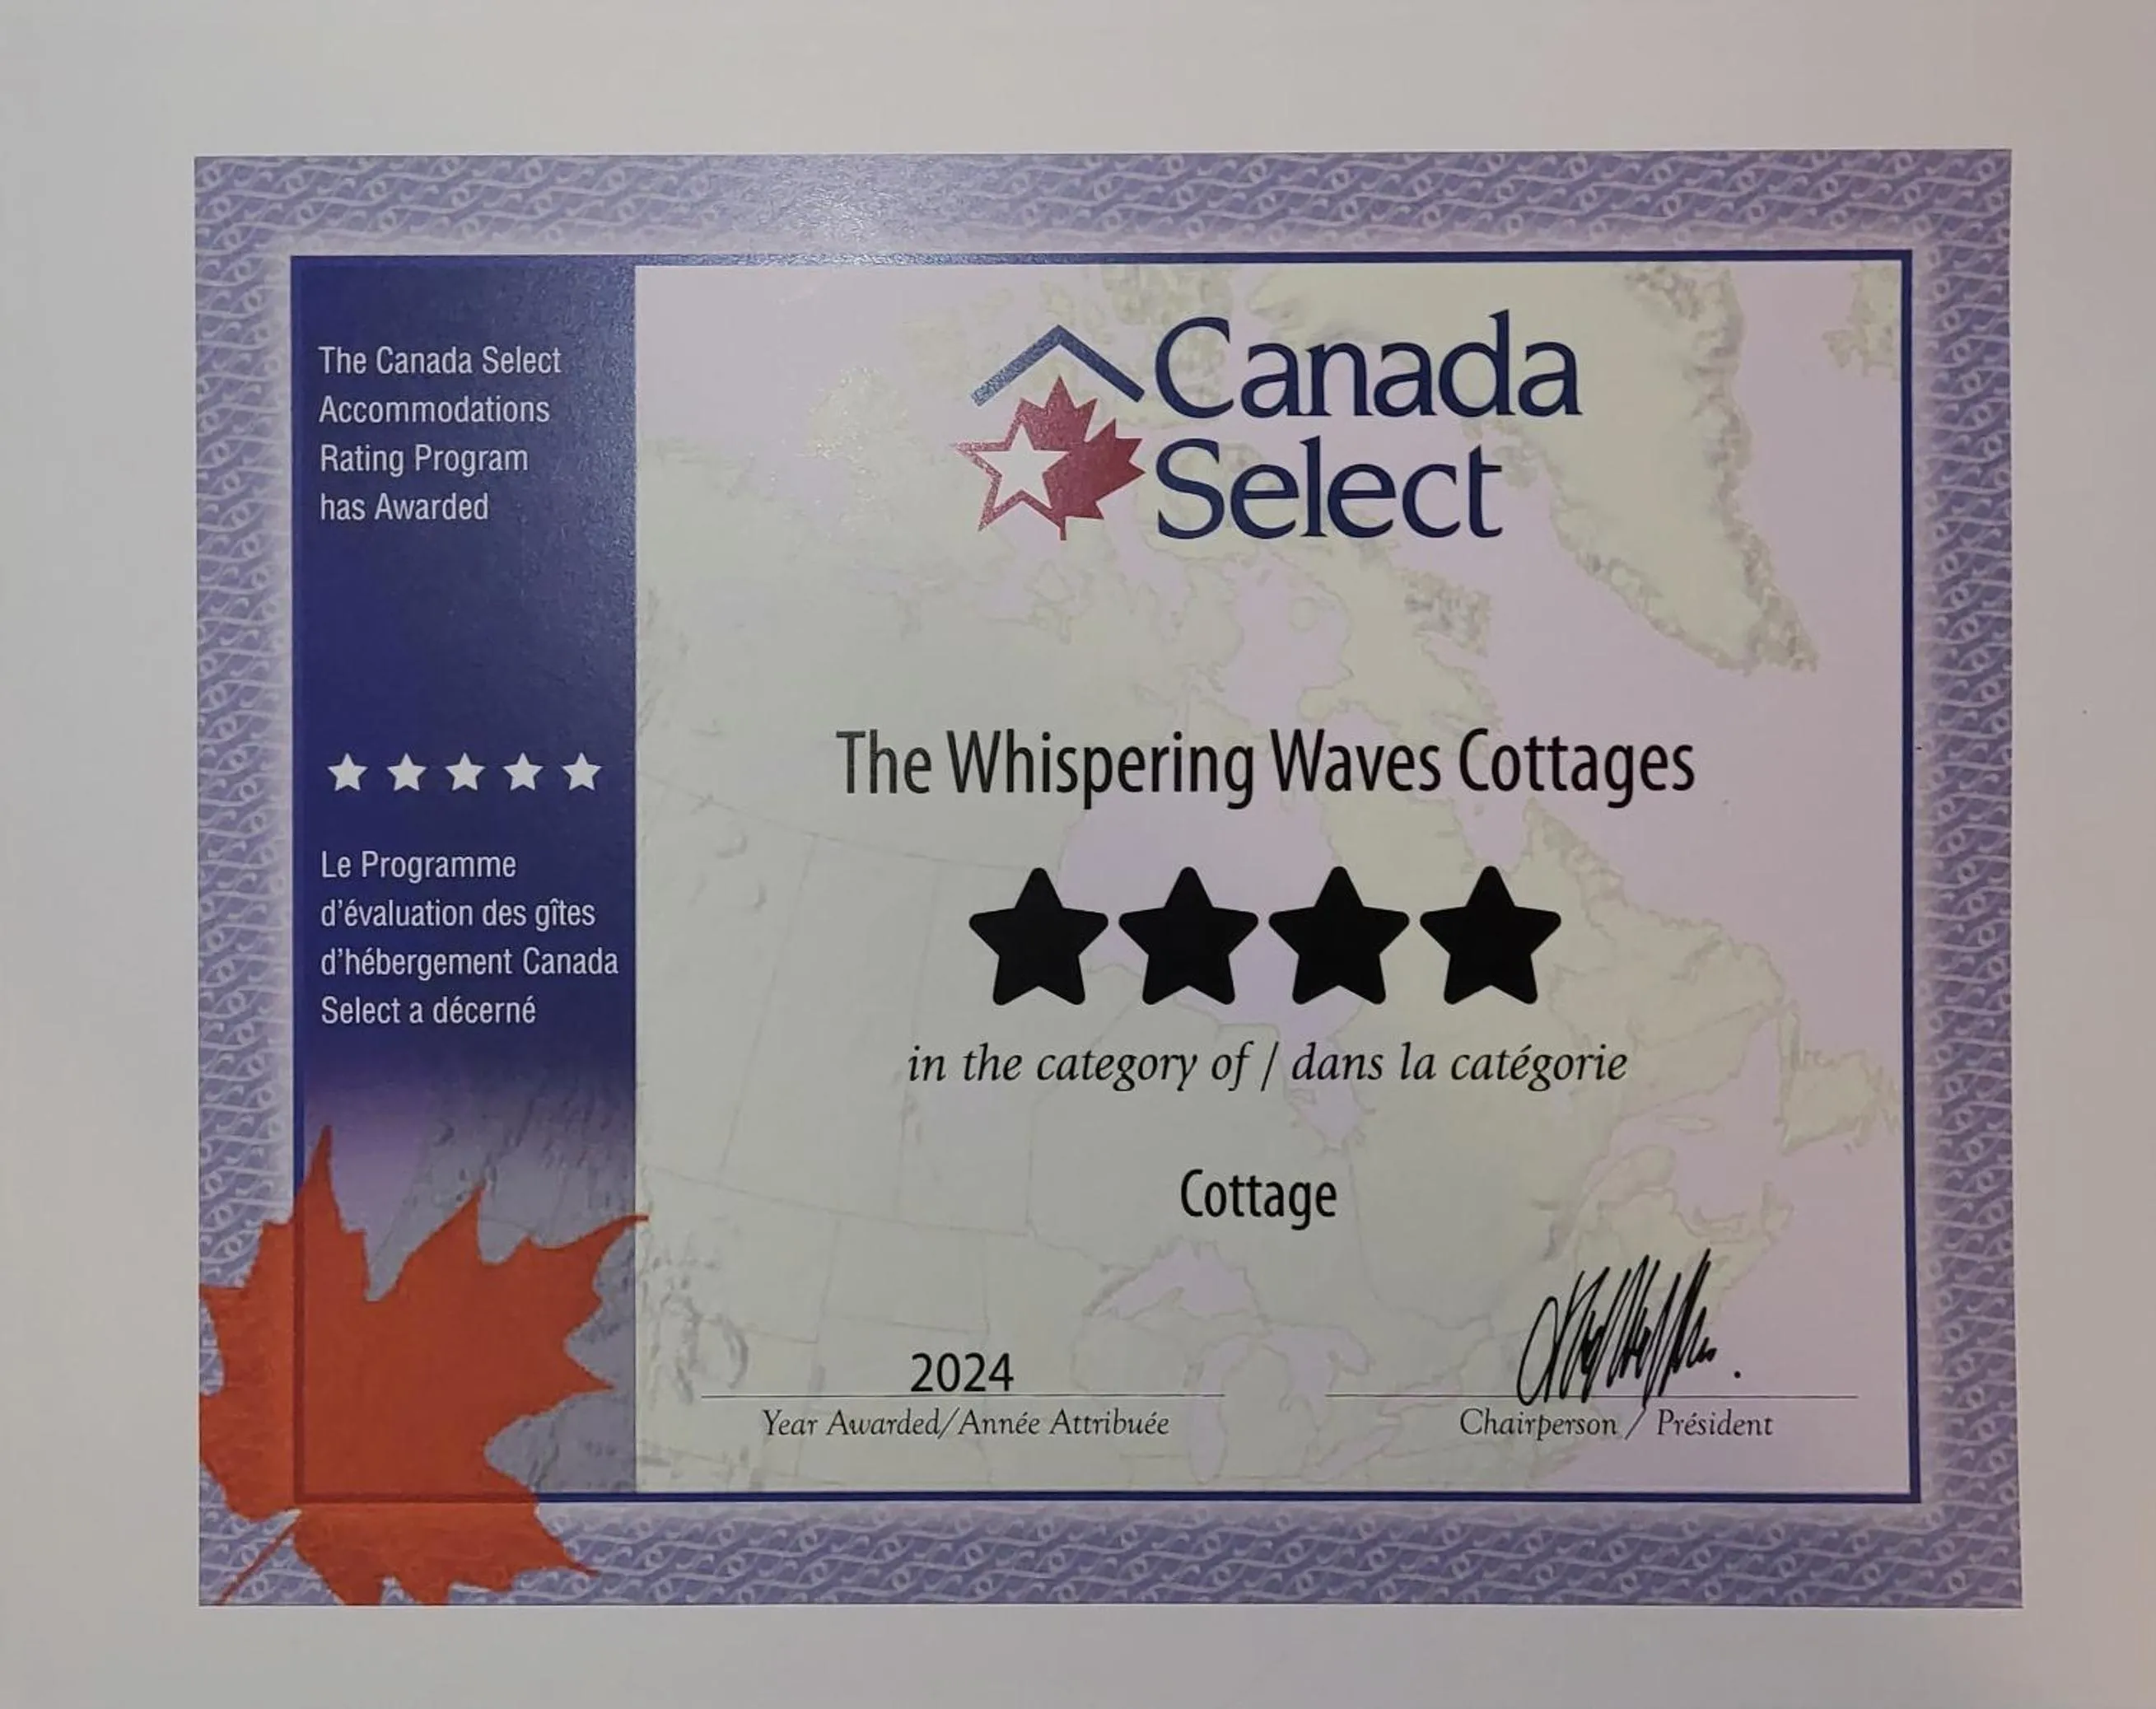 The Canada Select
Accommodations
Rating Program
has Awarded
Le Programme
d'évaluation des gîtes
d'hébergement Canada
Select a décerné
Canada
Select
The Whispering Waves Cottages
in the category of / dans la catégorie
Cottage
2024
Year Awarded/Année Attribuée
Chairperson / Président